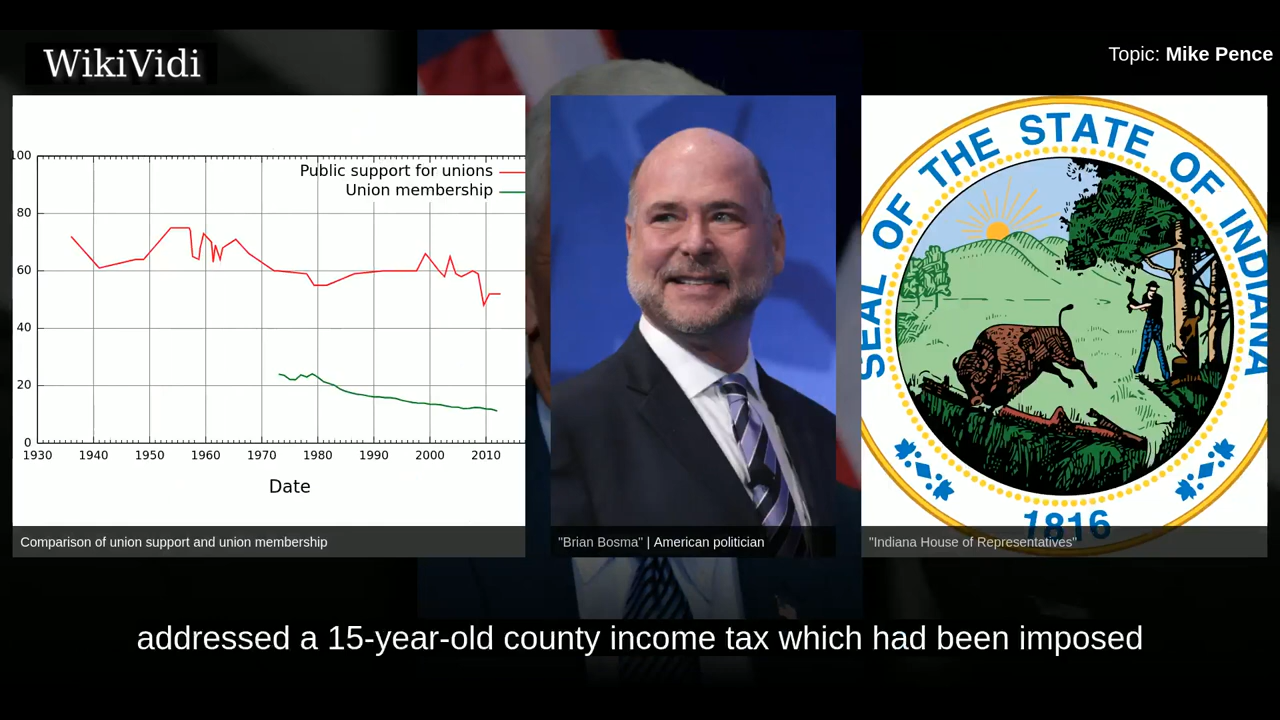 WikiVidi
Topic: Mike Pence
100
80
60
40
20
0
Public support for unions
Union membership
1930 1940 1950 1960 1970 1980 1990 2000 2010
Date
Comparison of union support and union membership
"Brian Bosma" | American politician
SEAL OF THE STATE OF INDIANA
1816
"Indiana House of Representatives"
addressed a 15-year-old county income tax which had been imposed